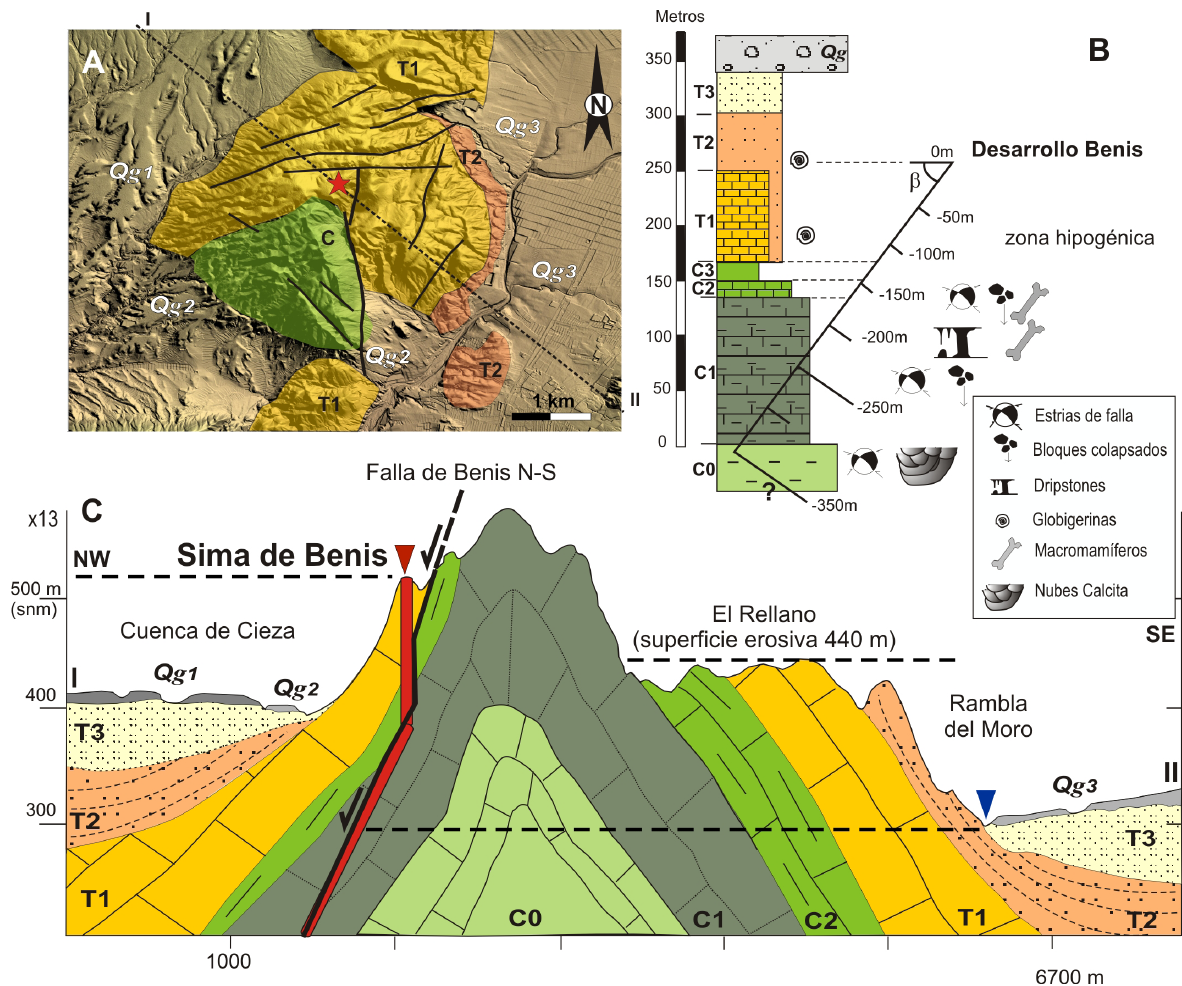 I
A
T1
N
Qg3
T2
Qg1
C
Qg3
Qg2
Qg2
T2
T1
1 km
II
Metros
B
350
300
250
200
150
100
50
0
Qg
T3
T2
T1
C3
C2
C1
C0
?
0m
Desarrollo Benis
β
-50m
-100m
zona hipogénica
-150m
-200m
-250m
-350m
Estrías de falla
Bloques colapsados
Dripstones
Globigerinas
Macromamíferos
Nubes Calcita
Falla de Benis N-S
x13
C
NW
Sima de Benis
500 m
(snm)
Cuenca de Cieza
El Rellano
(superficie erosiva 440 m)
SE
I
Qg1
Qg2
400
T3
Rambla
del Moro
II
Qg3
300
T2
T3
T1
C0
C1
C2
T1
T2
1000
6700 m